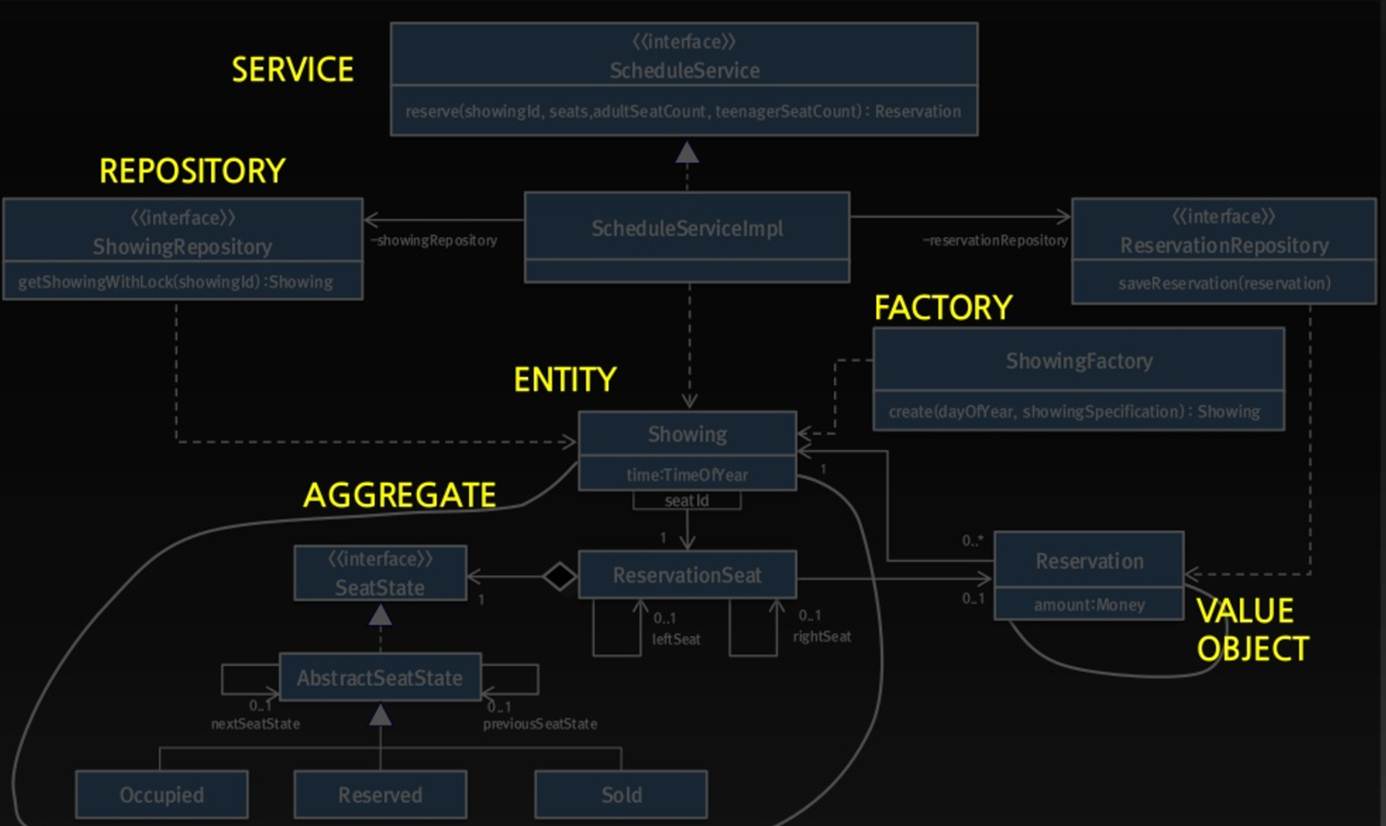 SERVICE
《interface》
ScheduleService
reserve(showingId, seats,adultSeatCount, teenagerSeatCount) : Reservation
REPOSITORY
《interface》
ShowingRepository
getShowingWithLock(showingId) :Showing
-showingRepository
ScheduleServiceImpl
-reservationRepository
《interface》
ReservationRepository
saveReservation(reservation)
FACTORY
ShowingFactory
create(dayOfYear, showingSpecification) : Showing
ENTITY
Showing
time:TimeOfYear
seatId
1
1
AGGREGATE
《interface》
SeatState
1
ReservationSeat
0..1
leftSeat
0..1
rightSeat
0..*
0..1
Reservation
amount:Money
VALUE
OBJECT
AbstractSeatState
0..1
nextSeatState
0..1
previousSeatState
Occupied
Reserved
Sold